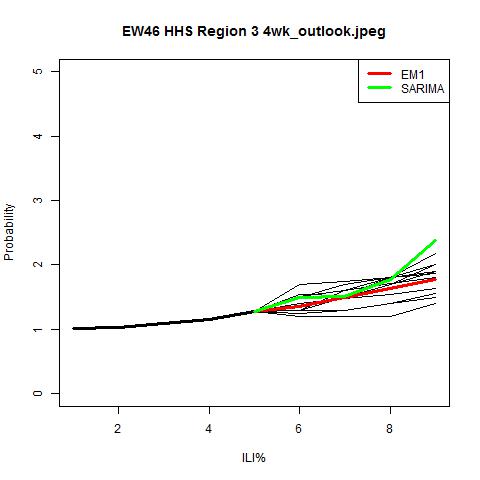 EW46 HHS Region 3 4wk_outlook.jpeg
EM1
SARIMA
5
4
3
2
1
0
Probability
2 4 6 8
ILI%